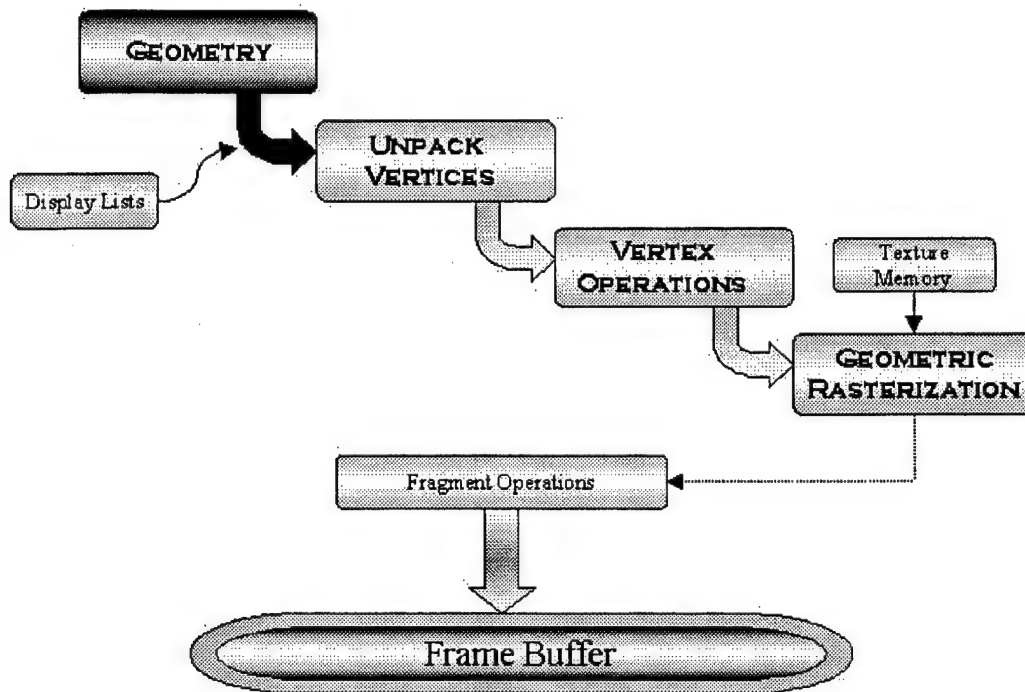 GEOMETRY
UNPACK
VERTICES
Display Lists
VERTEX
OPERATIONS
Texture
Memory
GEOMETRIC
RASTERIZATION
Fragment Operations
Frame Buffer